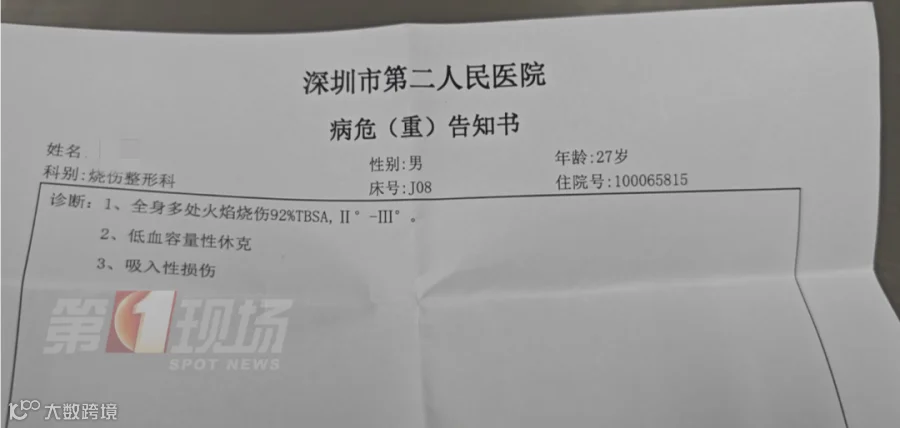 深圳市第二人民医院
病危（重）告知书
姓名
性别:男
年龄:27岁
科别:烧伤整形科
床号:J08
住院号:100065815
诊断：1、全身多处火焰烧伤92%TBSA,II°-III°。
2、低血容量性休克
3、吸入性损伤
第1现场
SPOT NEWS
大数跨境